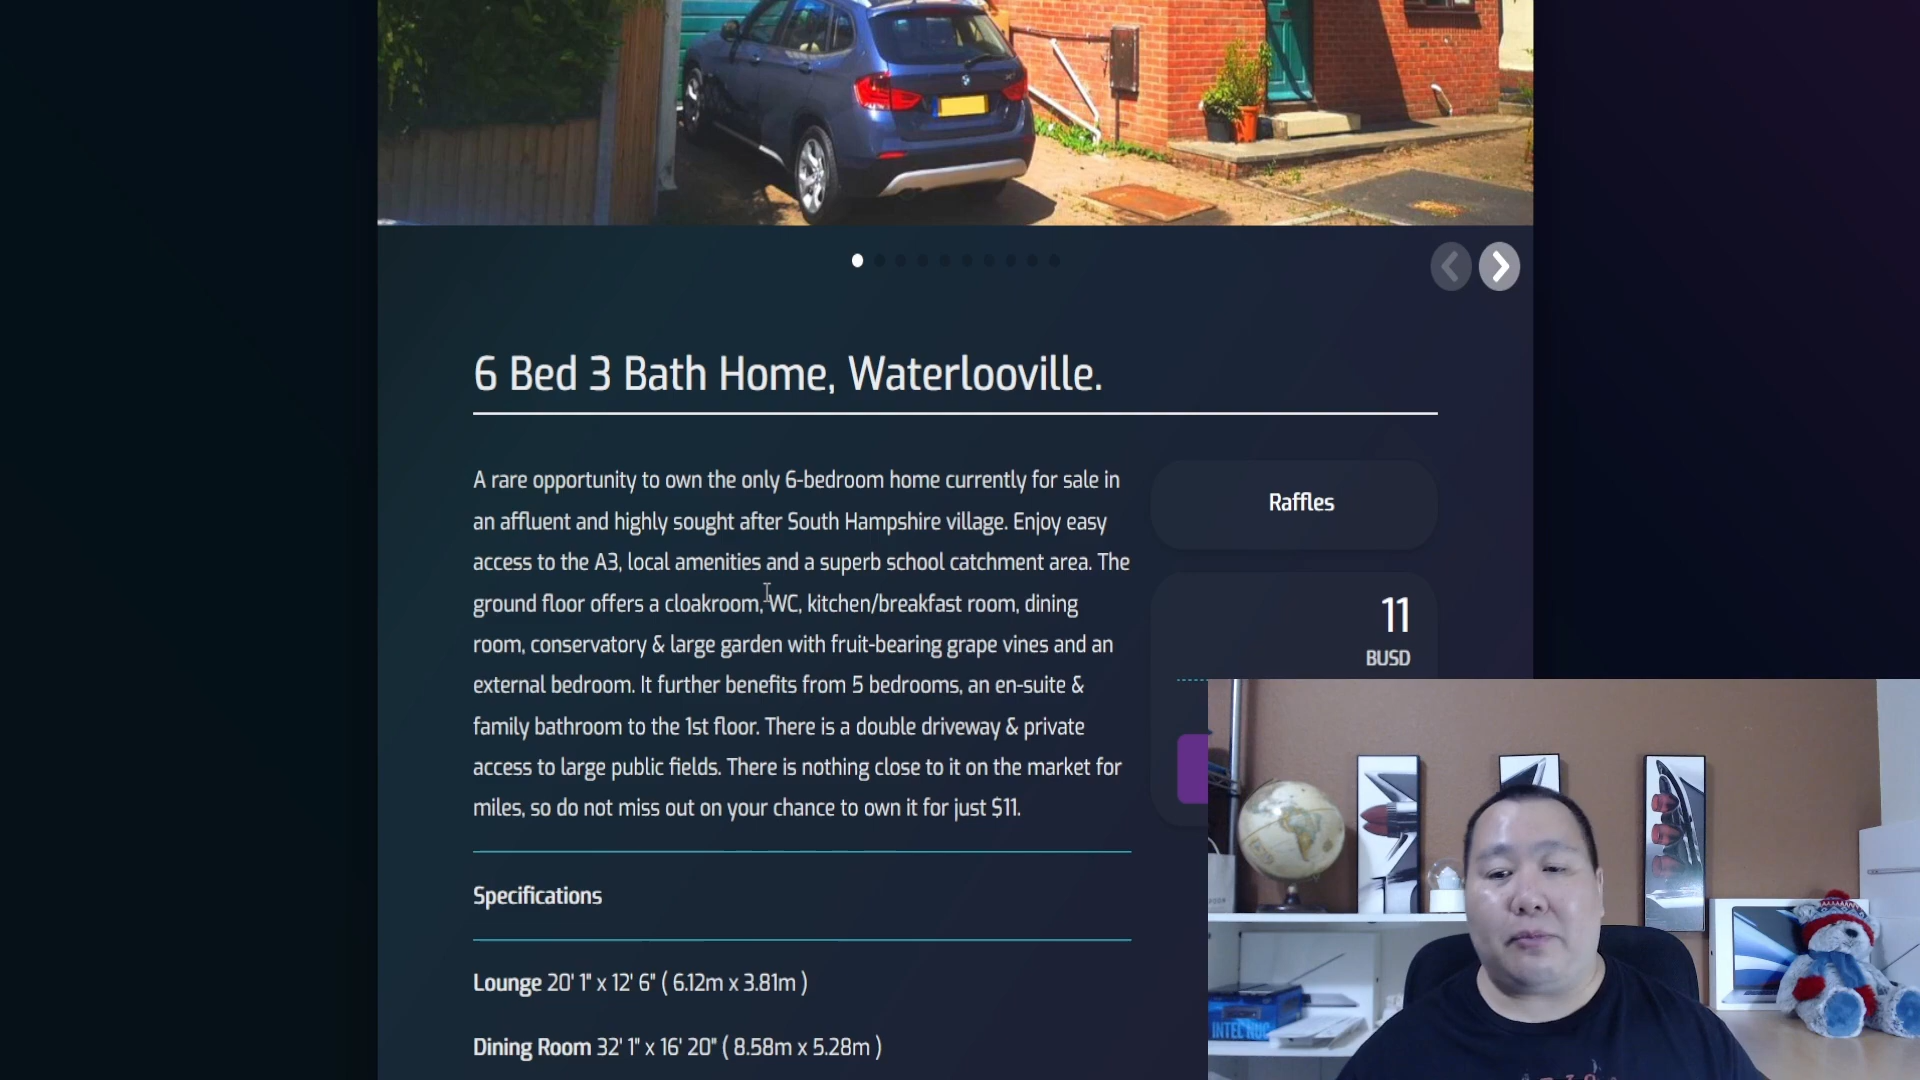 6 Bed 3 Bath Home, Waterlooville.
A rare opportunity to own the only 6-bedroom home currently for sale in
an affluent and highly sought after South Hampshire village. Enjoy easy
access to the A3, local amenities and a superb school catchment area. The
ground floor offers a cloakroom, WC, kitchen/breakfast room, dining
room, conservatory & large garden with fruit-bearing grape vines and an
external bedroom. It further benefits from 5 bedrooms, an en-suite &
family bathroom to the 1st floor. There is a double driveway & private
access to large public fields. There is nothing close to it on the market for
miles, so do not miss out on your chance to own it for just $11.
Raffles
11
BUSD
Specifications
Lounge 20' 1" x 12' 6" ( 6.12m x 3.81m )
Dining Room 32' 1" x 16' 20" ( 8.58m x 5.28m )
INTEL NUC